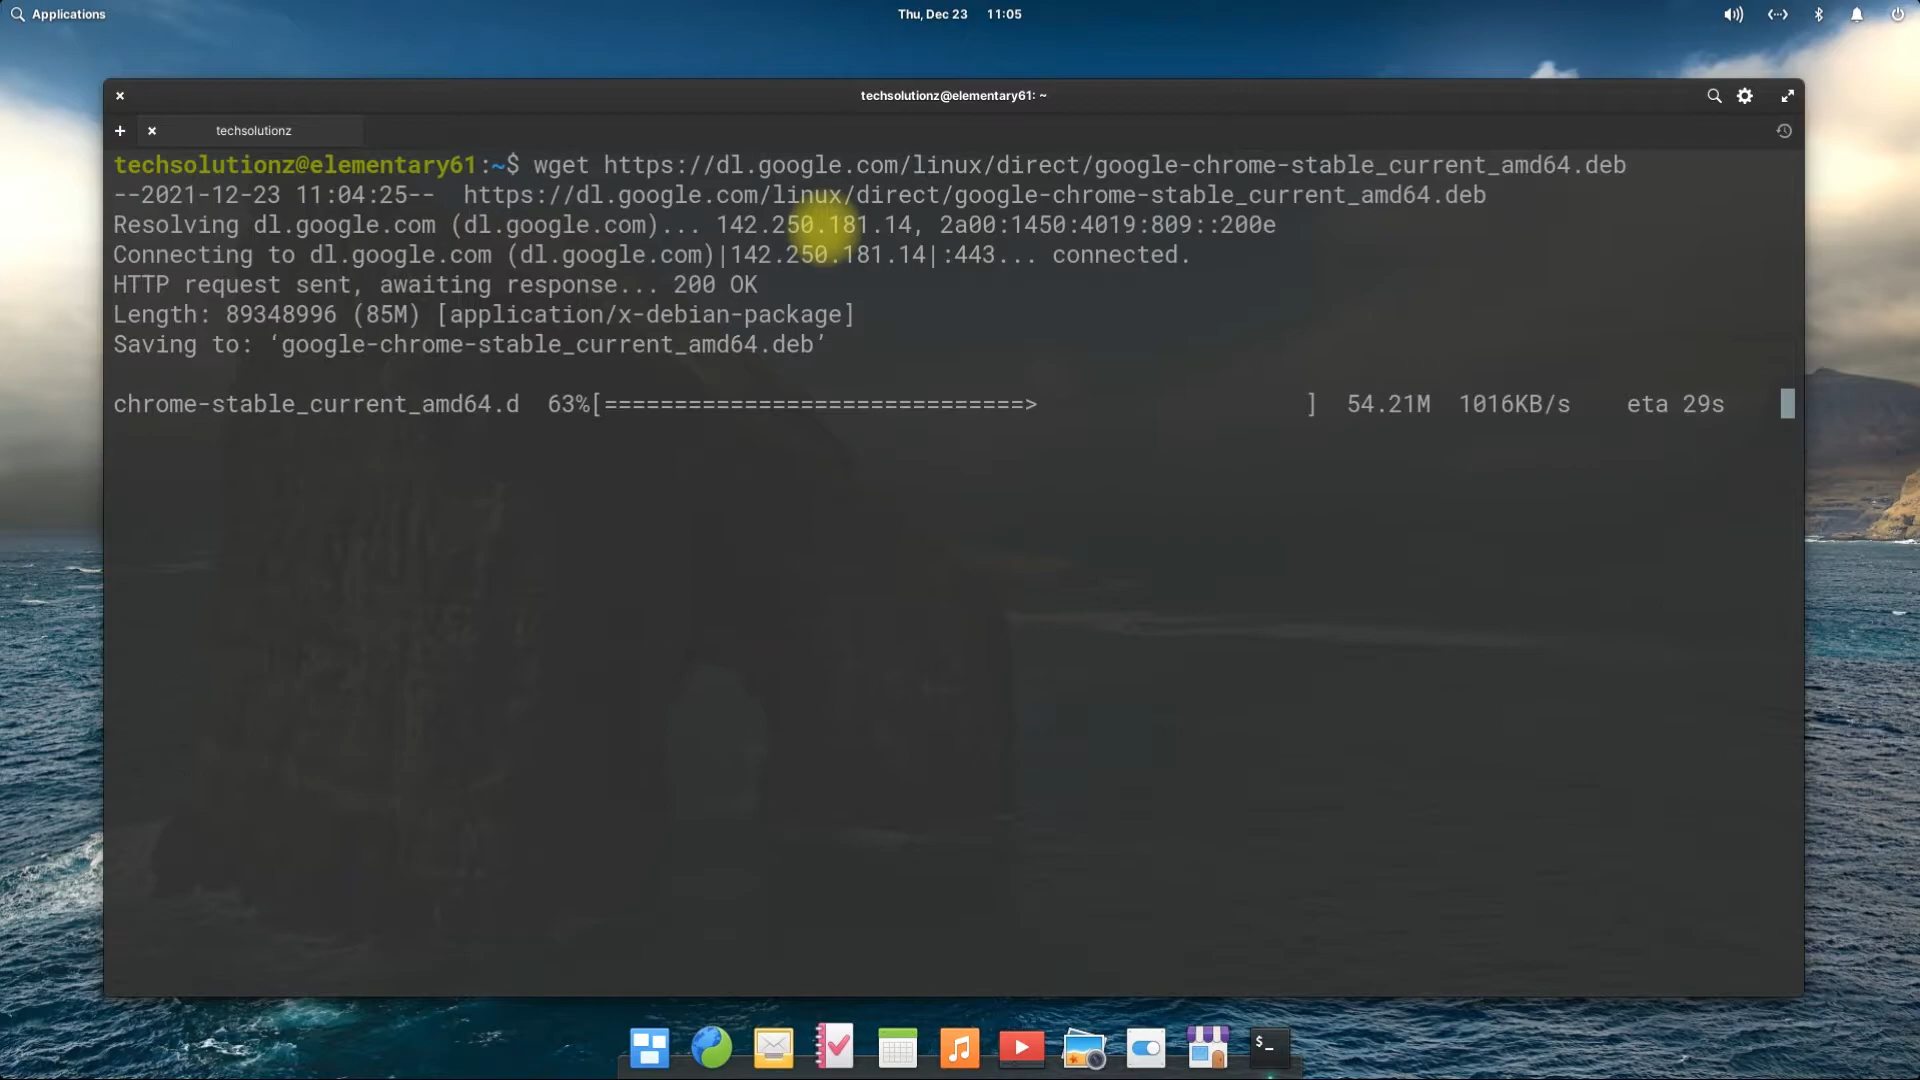 Applications
Thu, Dec 23 11:05
techsolutionz@elementary61: ~
techsolutionz
techsolutionz@elementary61:~$ wget https://dl.google.com/linux/direct/google-chrome-stable_current_amd64.deb
--2021-12-23 11:04:25-- https://dl.google.com/linux/direct/google-chrome-stable_current_amd64.deb
Resolving dl.google.com (dl.google.com)... 142.250.181.14, 2a00:1450:4019:809::200e
Connecting to dl.google.com (dl.google.com)|142.250.181.14|:443... connected.
HTTP request sent, awaiting response... 200 OK
Length: 89348996 (85M) [application/x-debian-package]
Saving to: ‘google-chrome-stable_current_amd64.deb’
chrome-stable_current_amd64.d 63%[==============================> ] 54.21M 1016KB/s eta 29s